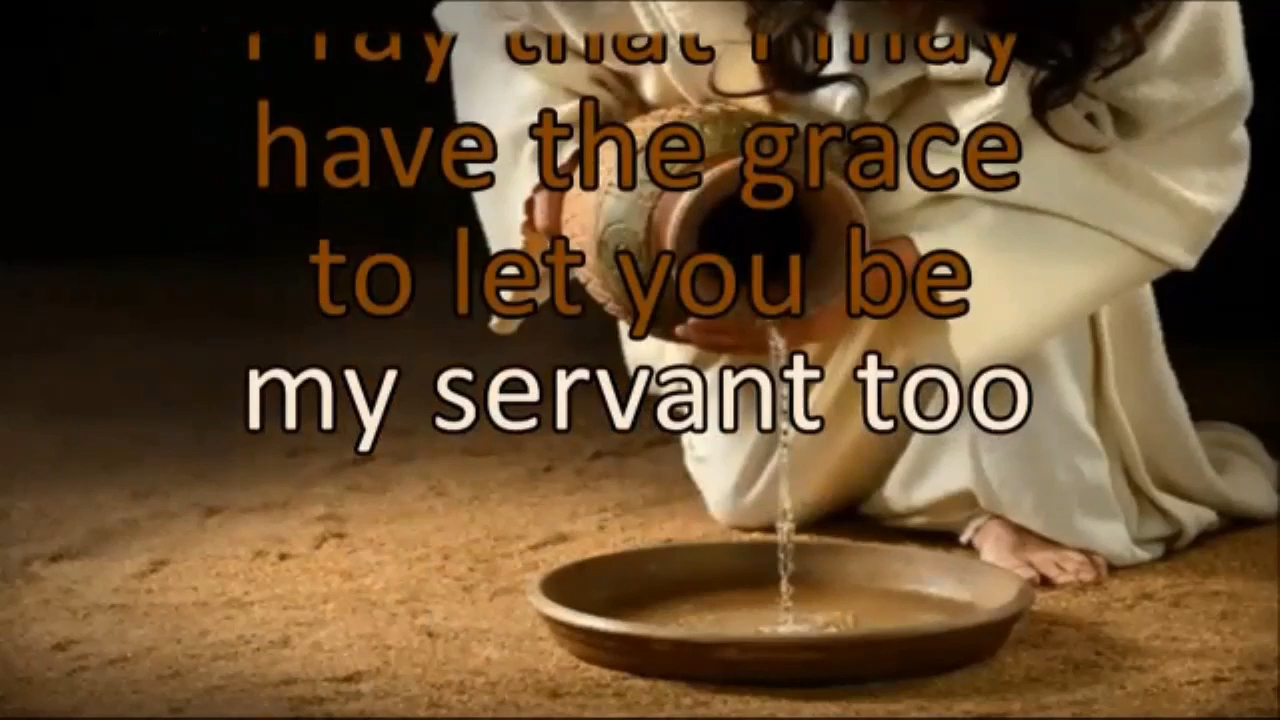 Pray that I may
have the grace
to let you be
my servant too